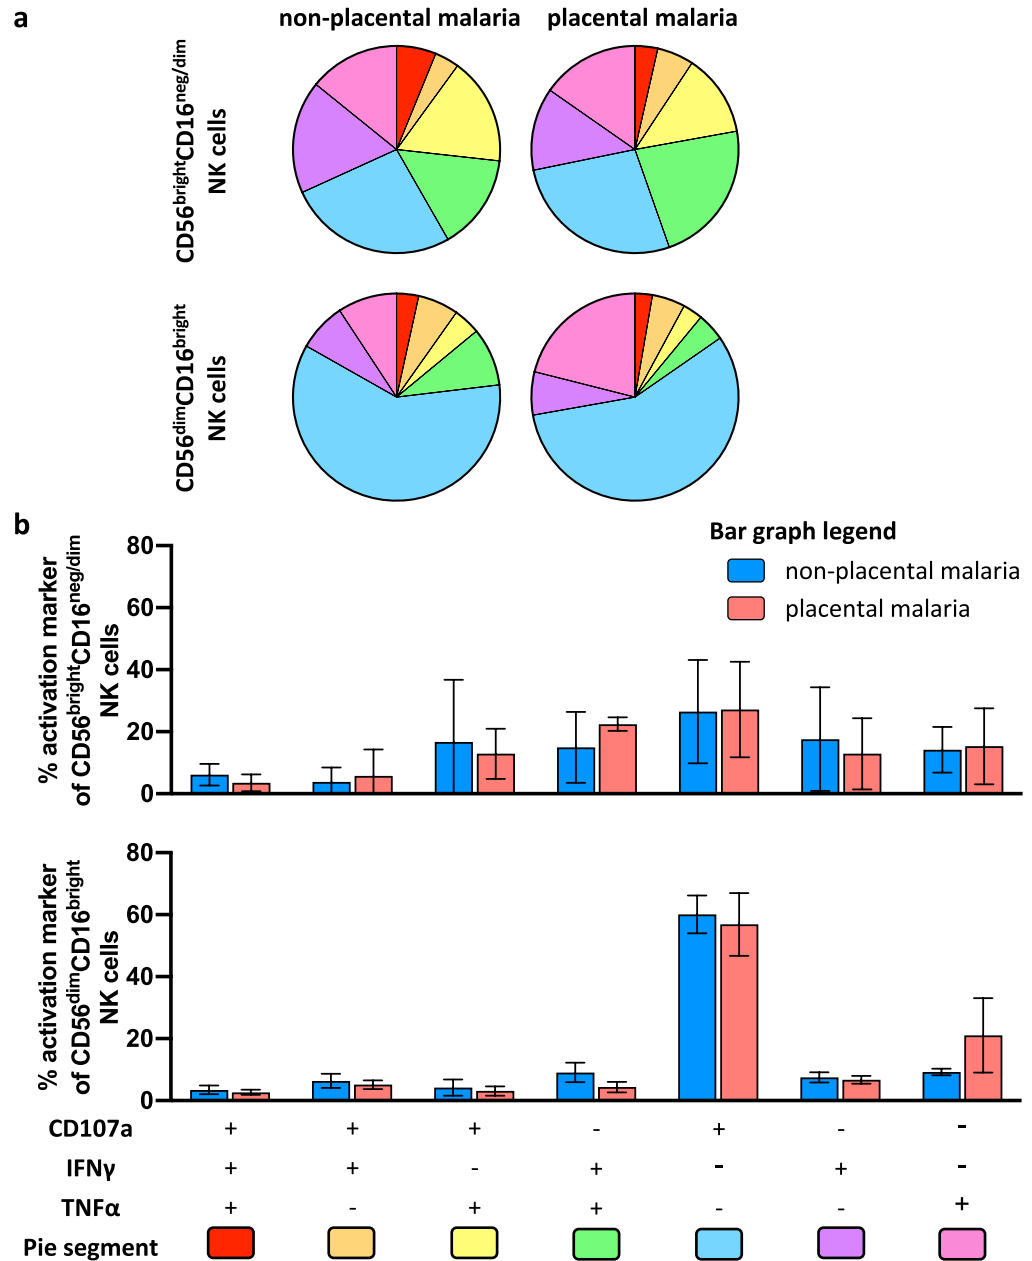 a
non-placental malaria placental malaria
CD56brightCD16neg/dim
NK cells
CD56dimCD16bright
NK cells
b
Bar graph legend
non-placental malaria
placental malaria
% activation marker
of CD56brightCD16neg/dim
NK cells
80
60
40
20
0
% activation marker
of CD56dimCD16bright
NK cells
80
60
40
20
0
CD107a + + + - + - -
IFNγ + + - + - + -
TNFα + - + + - - +
Pie segment